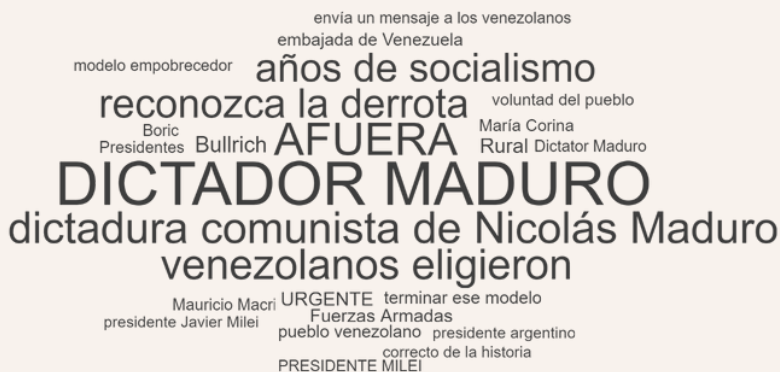 envía un mensaje a los venezolanos
embajada de Venezuela
modelo empobrecedor
años de socialismo
reconozca la derrota
voluntad del pueblo
Boric
María Corina
Presidentes
Bullrich
AFUERA
Rural
Dictator Maduro
DICTADOR MADURO
dictadura comunista de Nicolás Maduro
venezolanos eligieron
Mauricio Macri
URGENTE
terminar ese modelo
Fuerzas Armadas
presidente Javier Milei
pueblo venezolano
presidente argentino
correcto de la historia
PRESIDENTE MILEI